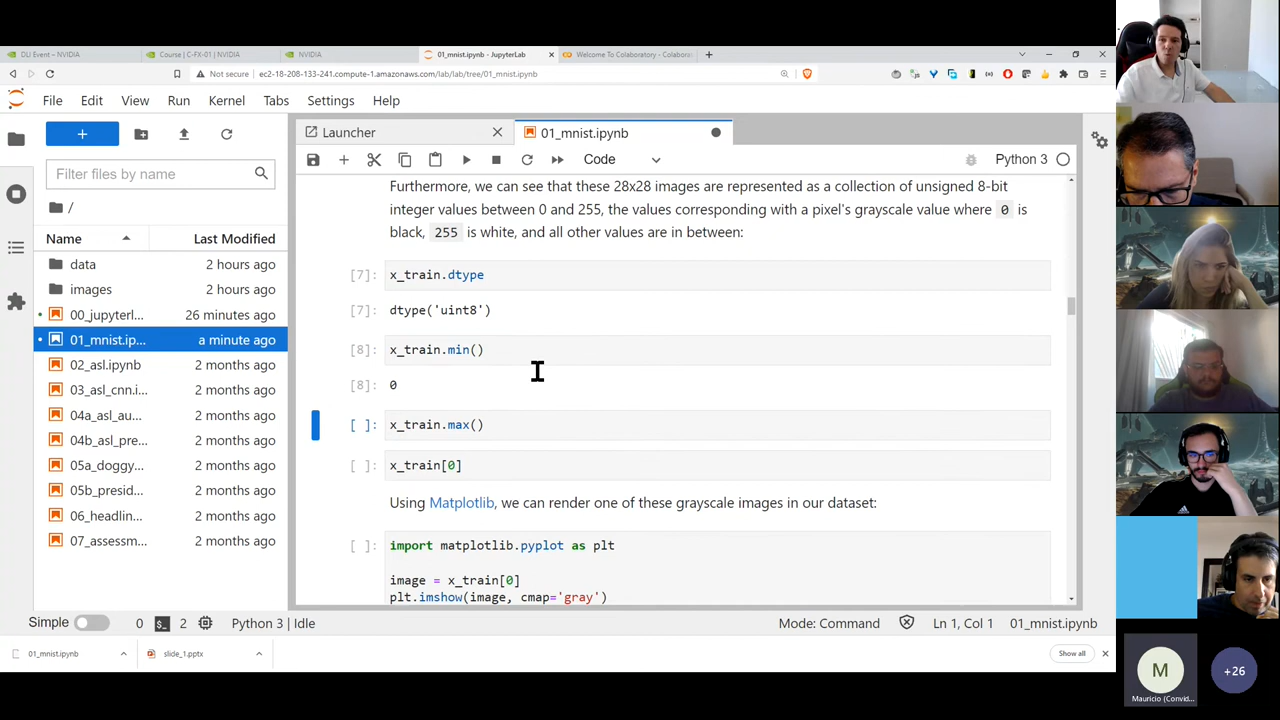 DLI Event – NVIDIA
Course | C-FX-01 | NVIDIA
NVIDIA
01_mnist.ipynb - JupyterLab
Welcome To Colaboratory - Colabora
Not secure
ec2-18-208-133-241.compute-1.amazonaws.com/lab/lab/tree/01_mnist.ipynb
File Edit View Run Kernel Tabs Settings Help
Launcher
01_mnist.ipynb
Code
Python 3
Filter files by name
/
Name
Last Modified
data 2 hours ago
images 2 hours ago
00_jupyterl... 26 minutes ago
01_mnist.ip... a minute ago
02_asl.ipynb 2 months ago
03_asl_cnn.i... 2 months ago
04a_asl_au... 2 months ago
04b_asl_pre... 2 months ago
05a_doggy... 2 months ago
05b_presid... 2 months ago
06_headlin... 2 months ago
07_assessm... 2 months ago
Furthermore, we can see that these 28x28 images are represented as a collection of unsigned 8-bit
integer values between 0 and 255, the values corresponding with a pixel's grayscale value where 0 is
black, 255 is white, and all other values are in between:
[7]: x_train.dtype
[7]: dtype('uint8')
[8]: x_train.min()
[8]: 0
[ ]: x_train.max()
[ ]: x_train[0]
Using Matplotlib, we can render one of these grayscale images in our dataset:
[ ]: import matplotlib.pyplot as plt
image = x_train[0]
plt.imshow(image, cmap='gray')
Simple
0
2
Python 3 | Idle
Mode: Command
Ln 1, Col 1
01_mnist.ipynb
01_mnist.ipynb
slide_1.pptx
Show all
M
Mauricio (Convid...
+26